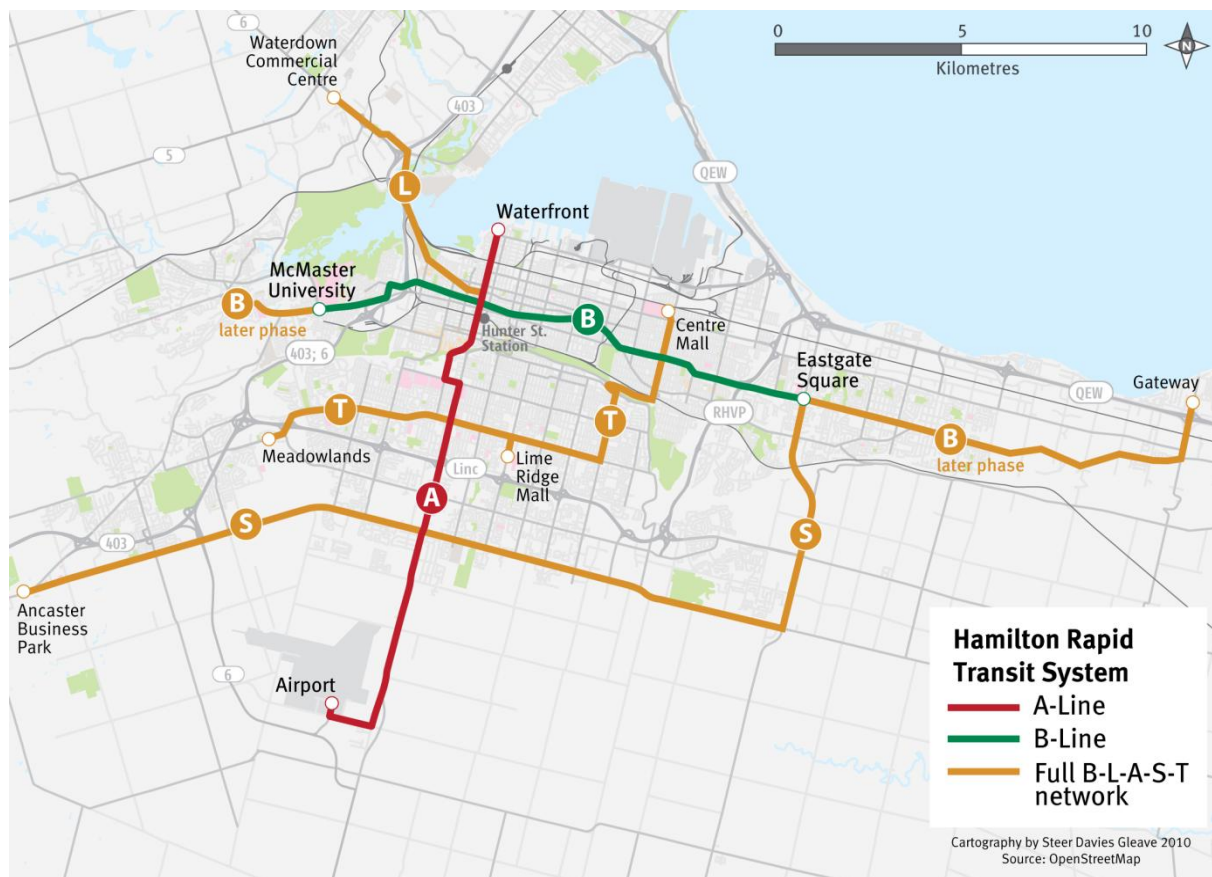 6
Waterdown
Commercial
Centre
403
5
L
QEW
0 5 10
Kilometres
N
Waterfront
McMaster
University
B
later phase
B
Hunter St.
Station
Centre
Mall
403; 6
Eastgate
Square
QEW
Gateway
T
T
RHVP
B
later phase
Meadowlands
Linc
Lime
Ridge
Mall
A
S
S
403
Ancaster
Business
Park
6
Airport
Hamilton Rapid
Transit System
A-Line
B-Line
Full B-L-A-S-T
network
Cartography by Steer Davies Gleave 2010
Source: OpenStreetMap